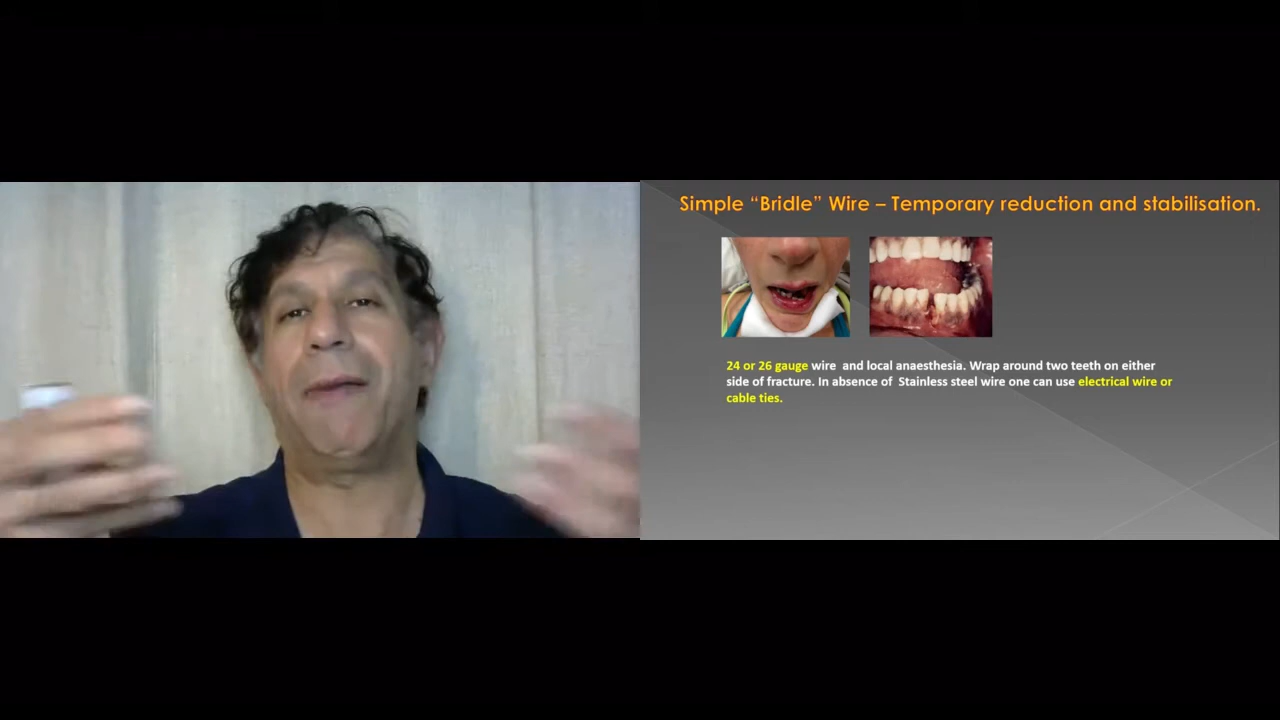 Simple “Bridle” Wire – Temporary reduction and stabilisation.
24 or 26 gauge wire  and local anaesthesia. Wrap around two teeth on either
side of fracture. In absence of  Stainless steel wire one can use electrical wire or
cable ties.